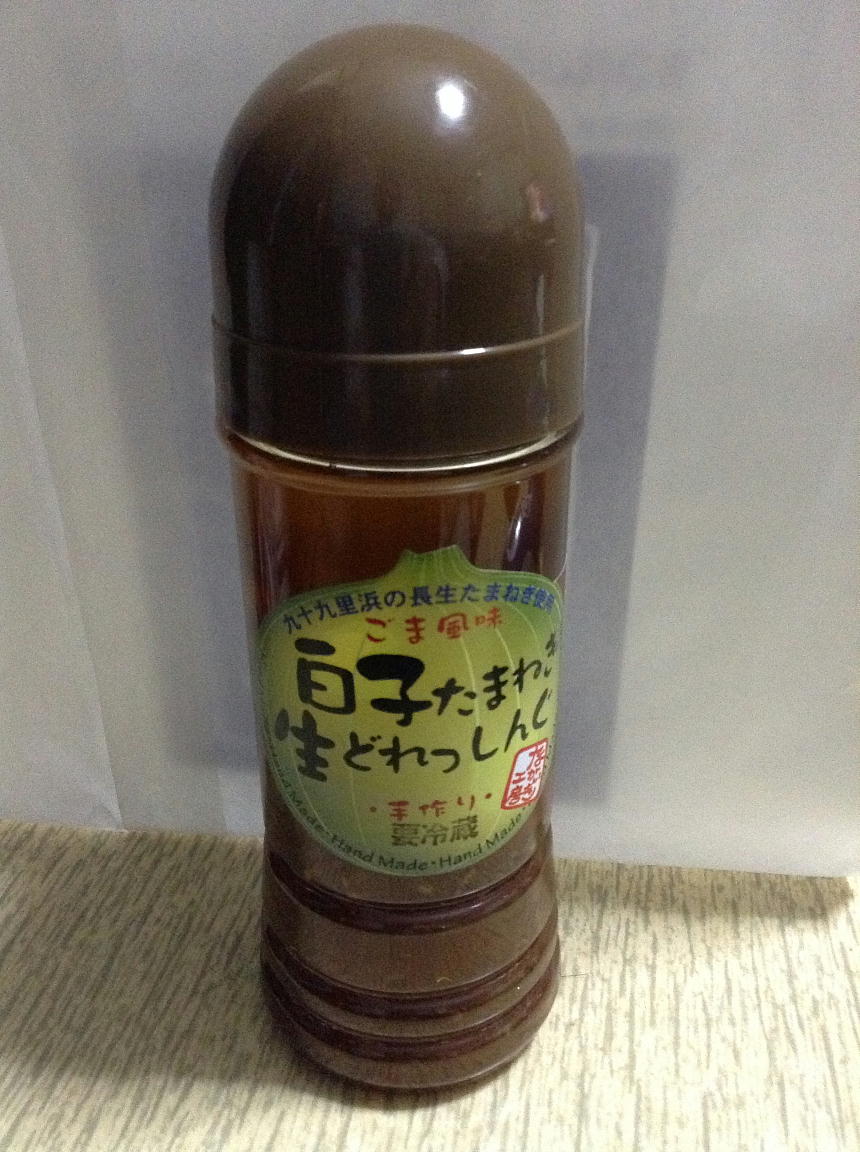 九十九里浜の長生たまねぎ使用
ごま風味
白子たまねぎ
生どれっしんぐ
・手作り・
要冷蔵
Hand Made・Hand Made・Hand Made